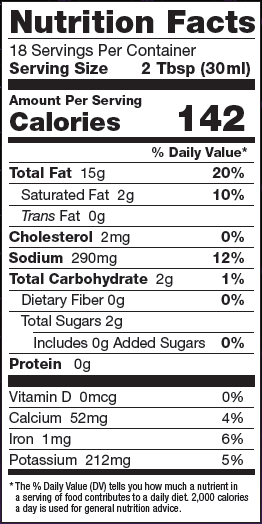 Nutrition Facts
18 Servings Per Container
Serving Size 2 Tbsp (30ml)
Amount Per Serving
Calories 142
% Daily Value*
Total Fat 15g 20%
Saturated Fat 2g 10%
Trans Fat 0g
Cholesterol 2mg 0%
Sodium 290mg 12%
Total Carbohydrate 2g 1%
Dietary Fiber 0g 0%
Total Sugars 2g
Includes 0g Added Sugars 0%
Protein 0g
Vitamin D 0mcg 0%
Calcium 52mg 4%
Iron 1mg 6%
Potassium 212mg 5%
* The % Daily Value (DV) tells you how much a nutrient in
a serving of food contributes to a daily diet. 2,000 calories
a day is used for general nutrition advice.